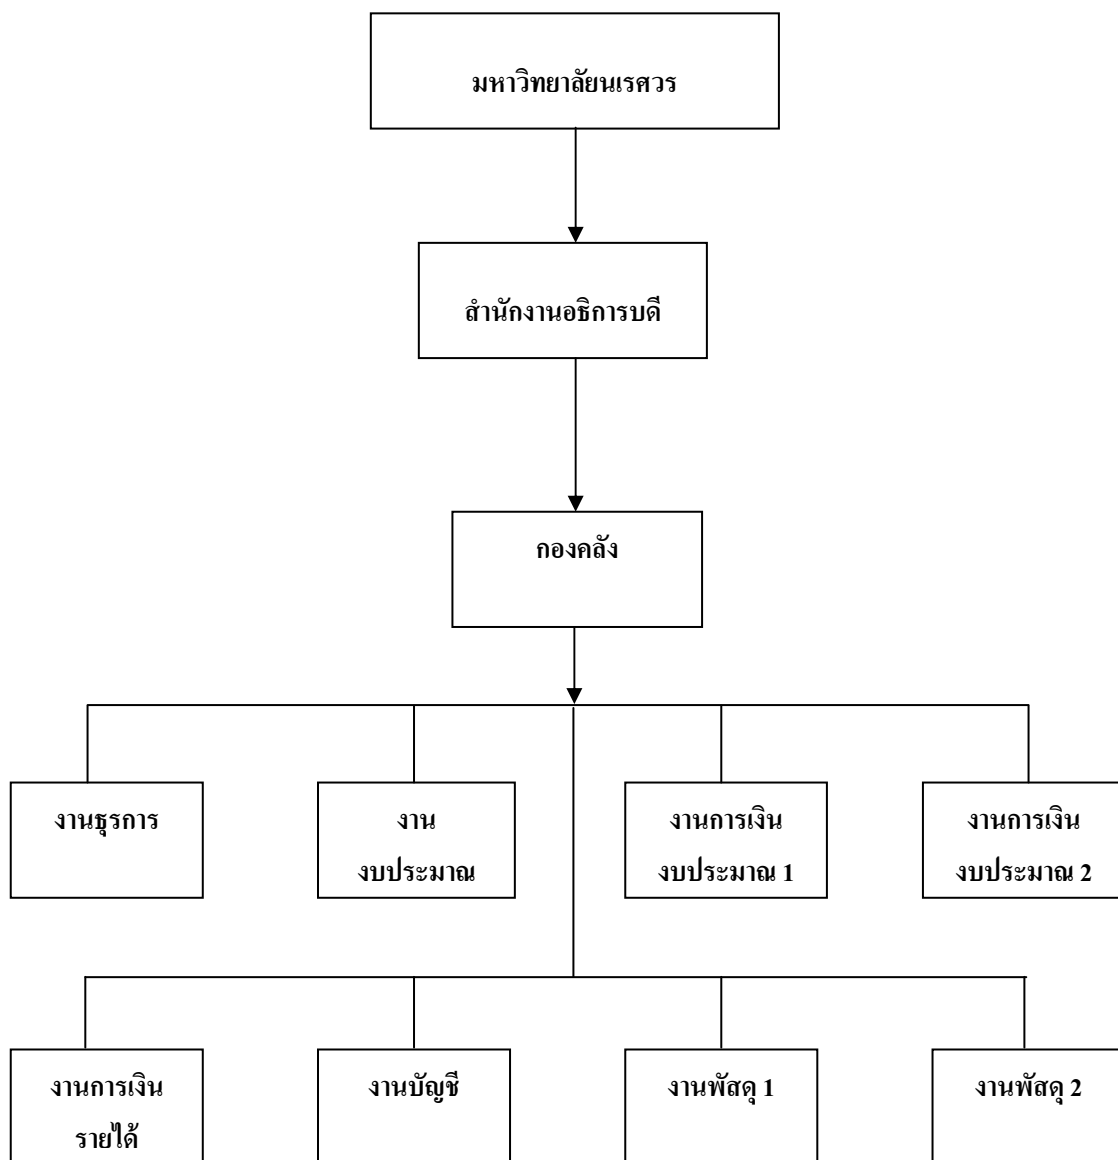 มหาวิทยาลัยนเรศวร
สำนักงานอธิการบดี
กองคลัง
งานธุรการ
งาน
งบประมาณ
งานการเงิน
งบประมาณ 1
งานการเงิน
งบประมาณ 2
งานการเงิน
รายได้
งานบัญชี
งานพัสดุ 1
งานพัสดุ 2